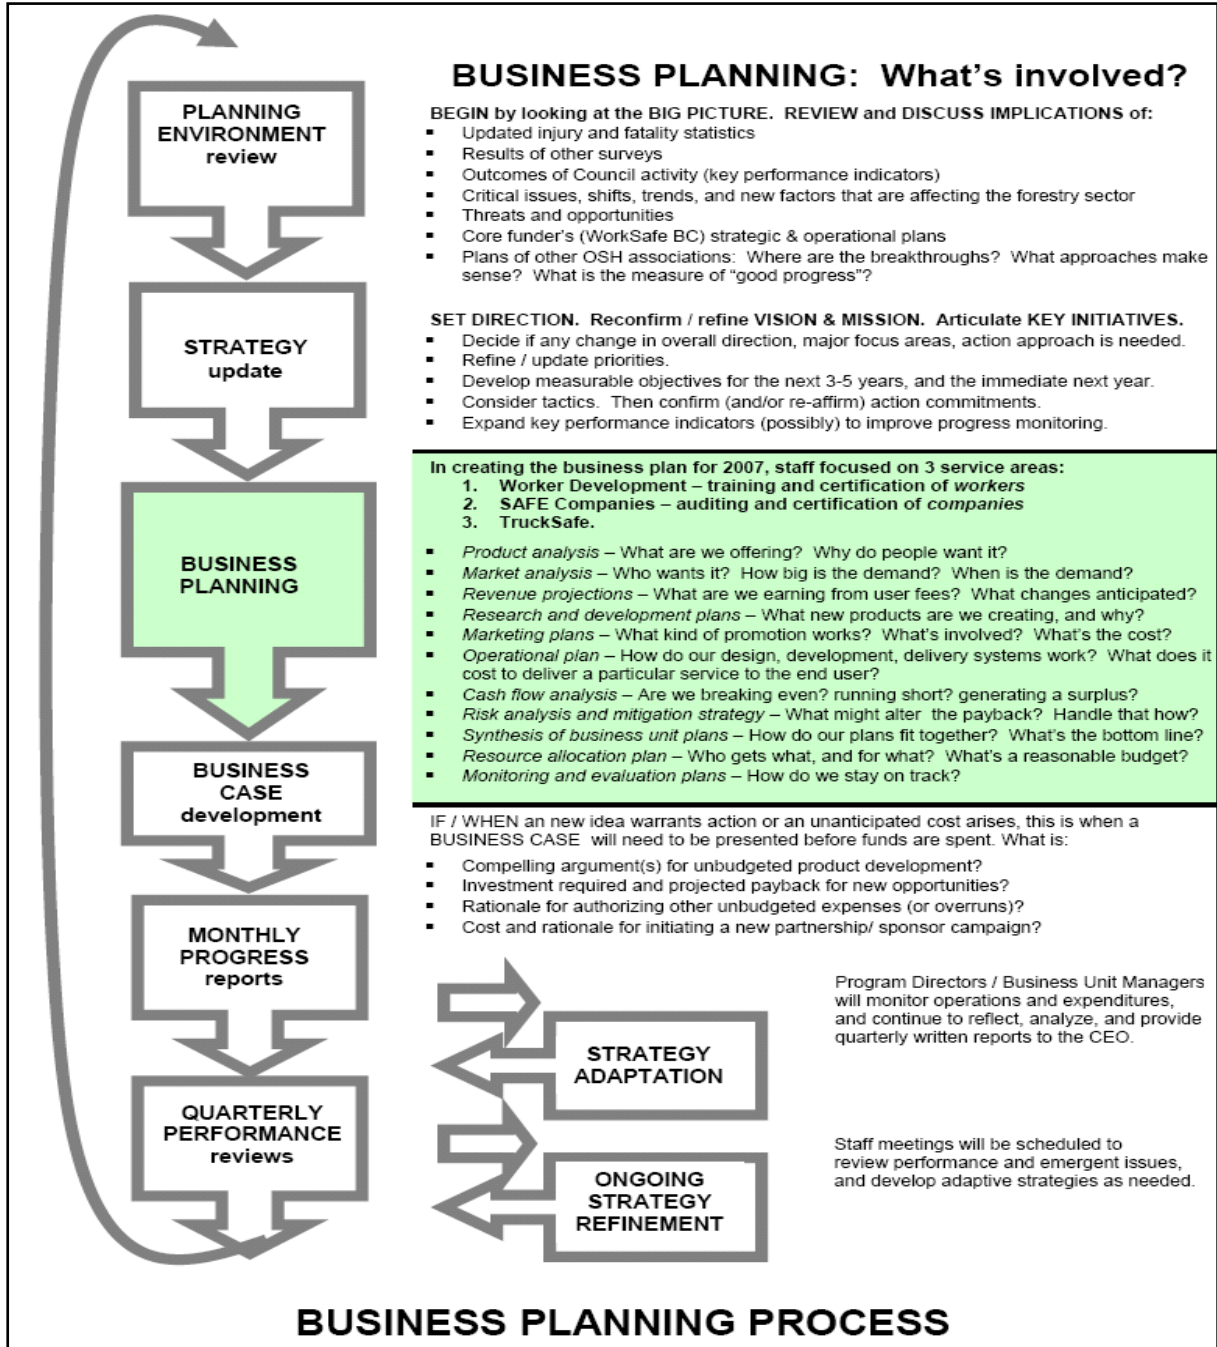 BUSINESS PLANNING:  What's involved?
PLANNING
ENVIRONMENT
review
BEGIN by looking at the BIG PICTURE.  REVIEW and DISCUSS IMPLICATIONS of:
▪ Updated injury and fatality statistics
▪ Results of other surveys
▪ Outcomes of Council activity (key performance indicators)
▪ Critical issues, shifts, trends, and new factors that are affecting the forestry sector
▪ Threats and opportunities
▪ Core funder's (WorkSafe BC) strategic & operational plans
▪ Plans of other OSH associations:  Where are the breakthroughs?  What approaches make
sense?  What is the measure of "good progress"?
STRATEGY
update
SET DIRECTION.  Reconfirm / refine VISION & MISSION.  Articulate KEY INITIATIVES.
▪ Decide if any change in overall direction, major focus areas, action approach is needed.
▪ Refine / update priorities.
▪ Develop measurable objectives for the next 3-5 years, and the immediate next year.
▪ Consider tactics.  Then confirm (and/or re-affirm) action commitments.
▪ Expand key performance indicators (possibly) to improve progress monitoring.
BUSINESS
PLANNING
In creating the business plan for 2007, staff focused on 3 service areas:
1. Worker Development – training and certification of workers
2. SAFE Companies – auditing and certification of companies
3. TruckSafe.
▪ Product analysis – What are we offering?  Why do people want it?
▪ Market analysis – Who wants it?  How big is the demand?  When is the demand?
▪ Revenue projections – What are we earning from user fees?  What changes anticipated?
▪ Research and development plans – What new products are we creating, and why?
▪ Marketing plans – What kind of promotion works?  What's involved?  What's the cost?
▪ Operational plan – How do our design, development, delivery systems work?  What does it
cost to deliver a particular service to the end user?
▪ Cash flow analysis – Are we breaking even? running short? generating a surplus?
▪ Risk analysis and mitigation strategy – What might alter  the payback?  Handle that how?
▪ Synthesis of business unit plans – How do our plans fit together?  What's the bottom line?
▪ Resource allocation plan – Who gets what, and for what?  What's a reasonable budget?
▪ Monitoring and evaluation plans – How do we stay on track?
BUSINESS
CASE
development
IF / WHEN an new idea warrants action or an unanticipated cost arises, this is when a
BUSINESS CASE  will need to be presented before funds are spent. What is:
▪ Compelling argument(s) for unbudgeted product development?
▪ Investment required and projected payback for new opportunities?
▪ Rationale for authorizing other unbudgeted expenses (or overruns)?
▪ Cost and rationale for initiating a new partnership/ sponsor campaign?
MONTHLY
PROGRESS
reports
STRATEGY
ADAPTATION
Program Directors / Business Unit Managers
will monitor operations and expenditures,
and continue to reflect, analyze, and provide
quarterly written reports to the CEO.
QUARTERLY
PERFORMANCE
reviews
ONGOING
STRATEGY
REFINEMENT
Staff meetings will be scheduled to
review performance and emergent issues,
and develop adaptive strategies as needed.
BUSINESS PLANNING PROCESS